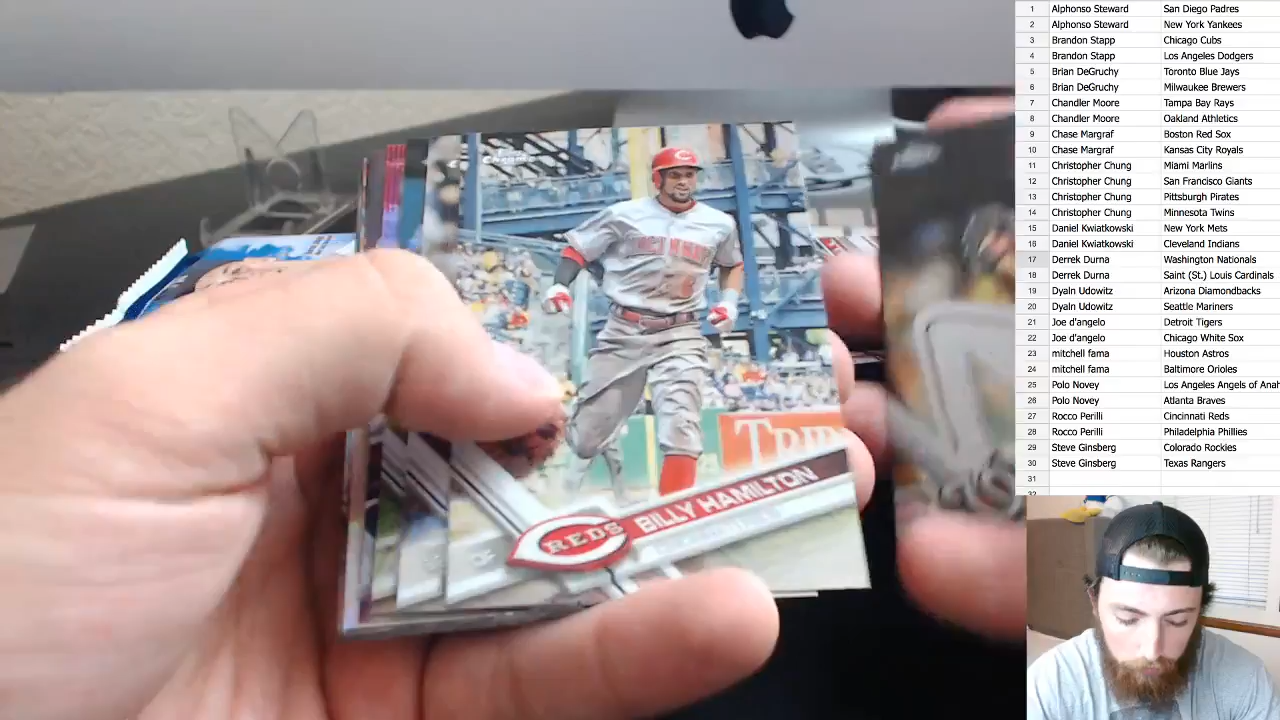 1 Alphonso Steward San Diego Padres
2 Alphonso Steward New York Yankees
3 Brandon Stapp Chicago Cubs
4 Brandon Stapp Los Angeles Dodgers
5 Brian DeGruchy Toronto Blue Jays
6 Brian DeGruchy Milwaukee Brewers
7 Chandler Moore Tampa Bay Rays
8 Chandler Moore Oakland Athletics
9 Chase Margraf Boston Red Sox
10 Chase Margraf Kansas City Royals
11 Christopher Chung Miami Marlins
12 Christopher Chung San Francisco Giants
13 Christopher Chung Pittsburgh Pirates
14 Christopher Chung Minnesota Twins
15 Daniel Kwiatkowski New York Mets
16 Daniel Kwiatkowski Cleveland Indians
17 Derrek Durna Washington Nationals
18 Derrek Durna Saint (St.) Louis Cardinals
19 Dyaln Udowitz Arizona Diamondbacks
20 Dyaln Udowitz Seattle Mariners
21 Joe d'angelo Detroit Tigers
22 Joe d'angelo Chicago White Sox
23 mitchell fama Houston Astros
24 mitchell fama Baltimore Orioles
25 Polo Novey Los Angeles Angels of Ana
26 Polo Novey Atlanta Braves
27 Rocco Perilli Cincinnati Reds
28 Rocco Perilli Philadelphia Phillies
29 Steve Ginsberg Colorado Rockies
30 Steve Ginsberg Texas Rangers
31
Chrome
CINCINNATI
TRIB
BILLY HAMILTON
REDS
OF